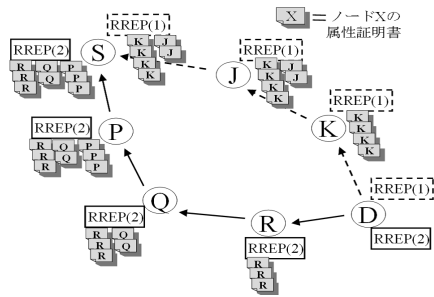 X = ノードXの
属性証明書
RREP(2)
S
RREP(1)
R Q P
R Q P
R P
K J
K J
K
K
RREP(1)
J
K J
K J
K
K
RREP(1)
K
K
K
K
K
RREP(2)
P
R Q P
R Q P
R P
RREP(1)
D
RREP(2)
RREP(2)
Q
R Q
R Q
R
R
RREP(2)
R
R
R